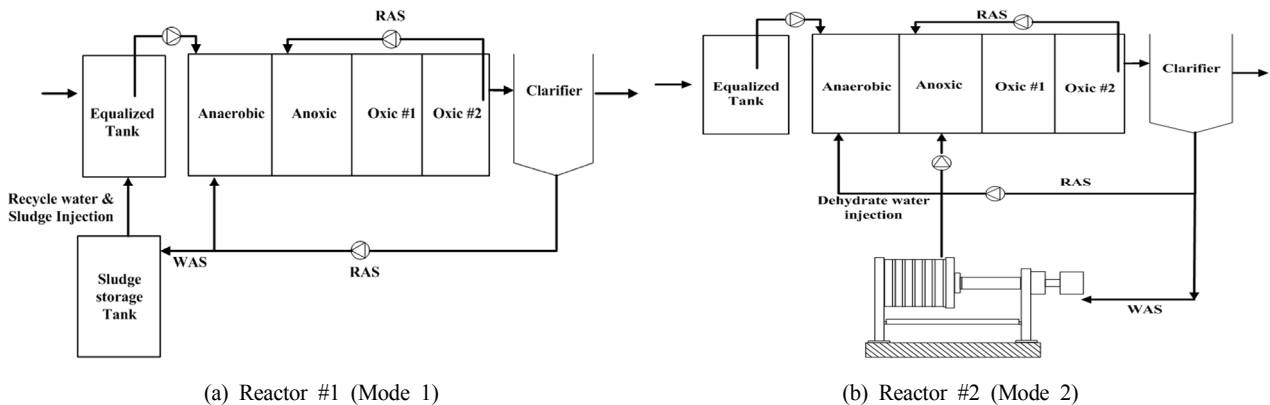 RAS
Equalized
Tank
Anaerobic
Anoxic
Oxic #1
Oxic #2
Clarifier
Recycle water &
Sludge Injection
WAS
RAS
Sludge
storage
Tank
(a) Reactor #1 (Mode 1)
RAS
Equalized
Tank
Anaerobic
Anoxic
Oxic #1
Oxic #2
Clarifier
RAS
Dehydrate water
injection
WAS
(b) Reactor #2 (Mode 2)